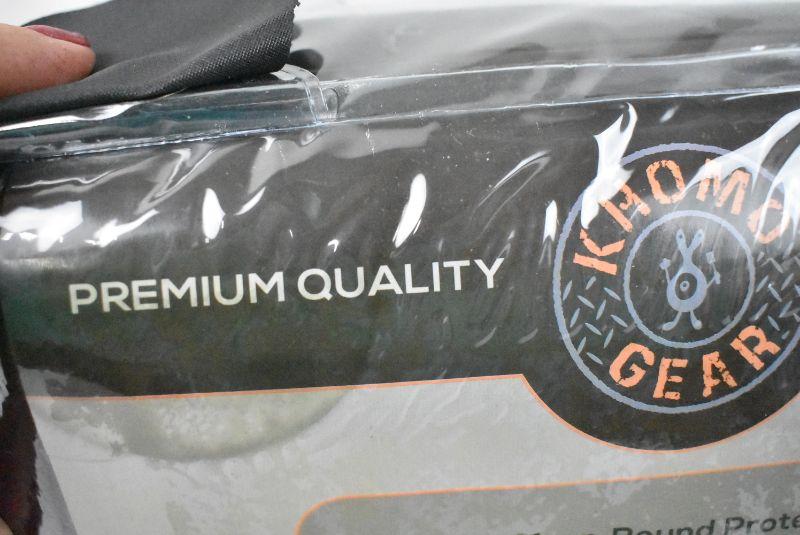 PREMIUM QUALITY
KHOMO
GEAR
Round Prote